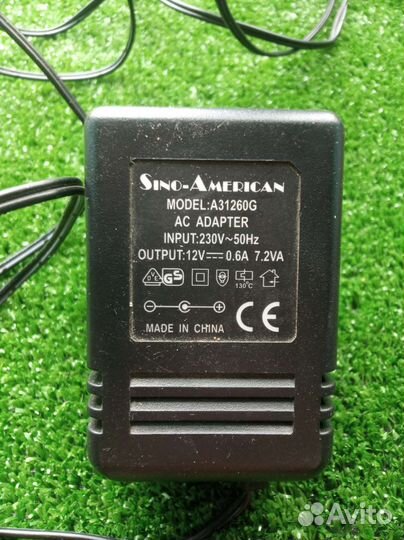 SINO-AMERICAN
MODEL:A31260G
AC ADAPTER
INPUT:230V~50Hz
OUTPUT:12V⎓0.6A 7.2VA
GS
130°C
MADE IN CHINA
CE
Avito